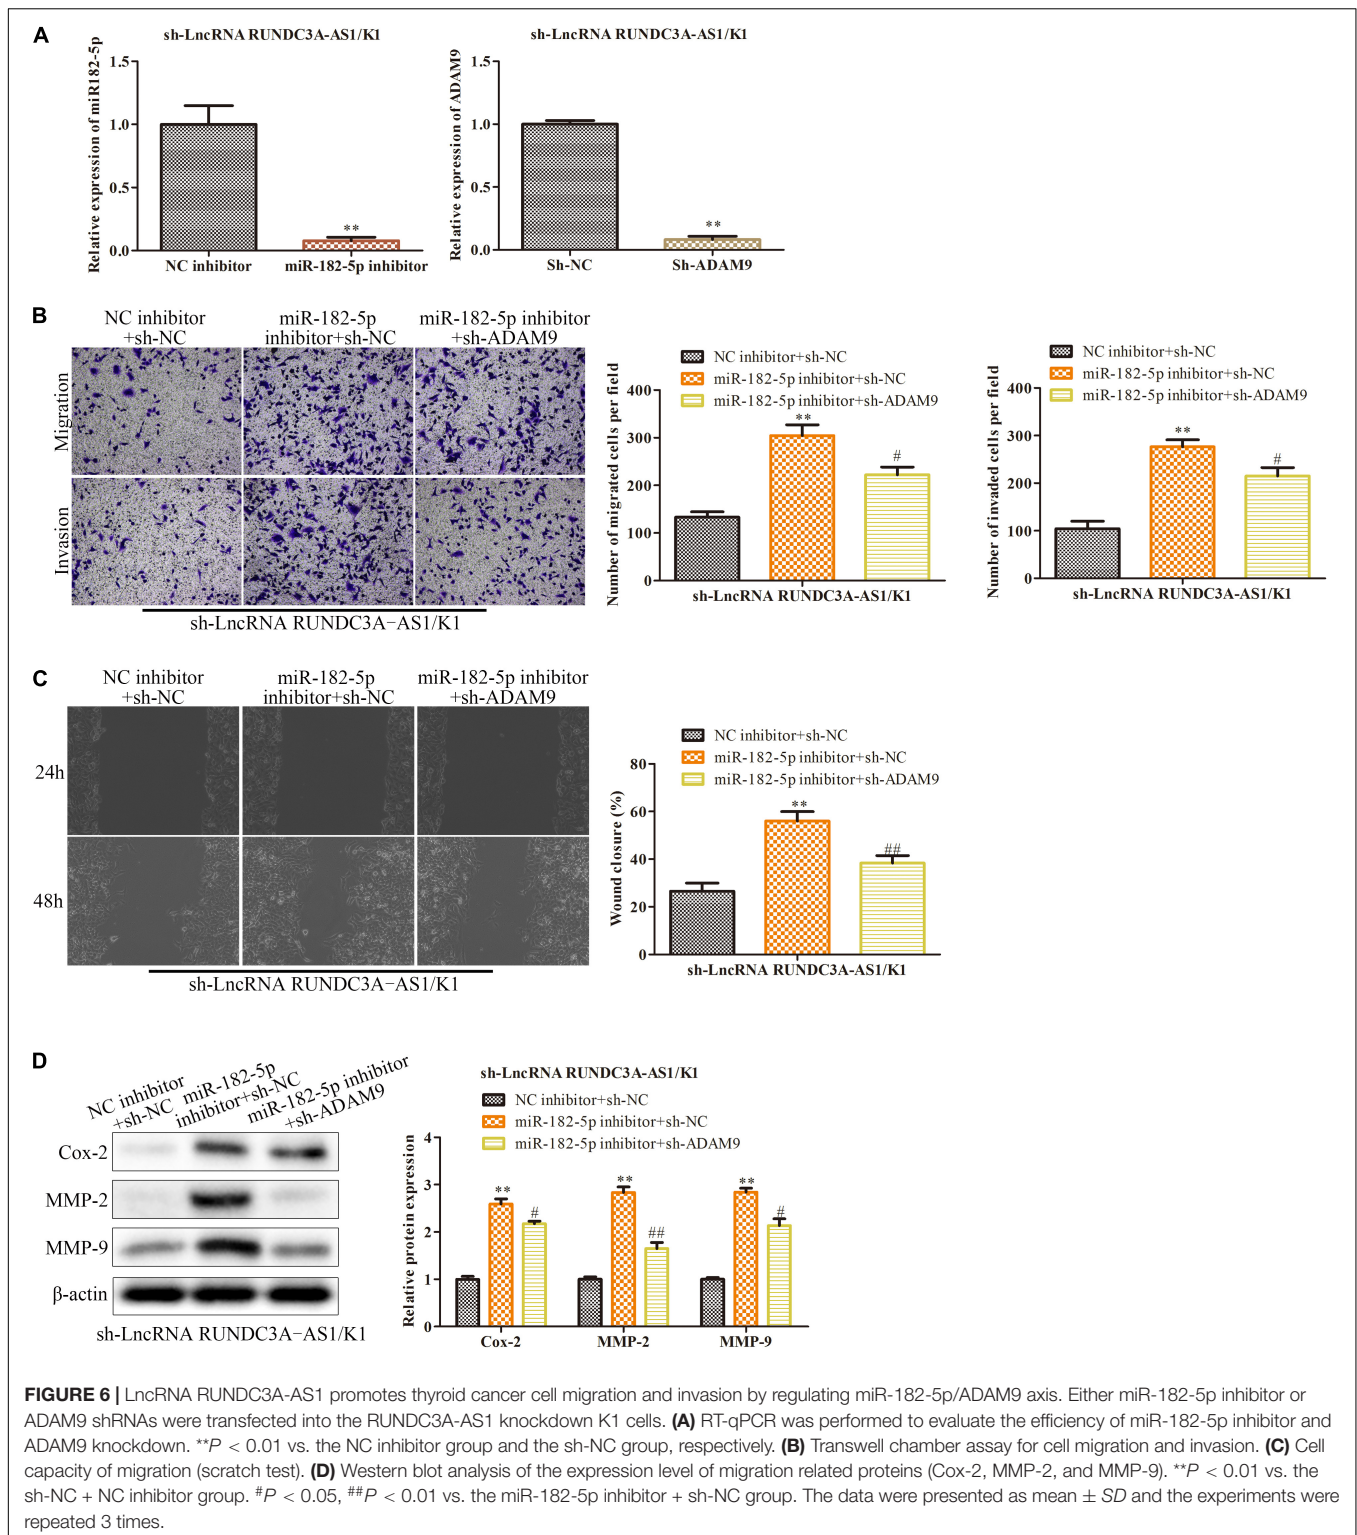 A
sh-LncRNA RUNDC3A-AS1/K1
Relative expression of miR182-5p
1.5
1.0
0.5
0.0
**
NC inhibitor
miR-182-5p inhibitor
sh-LncRNA RUNDC3A-AS1/K1
Relative expression of ADAM9
1.5
1.0
0.5
0.0
**
Sh-NC
Sh-ADAM9
B
NC inhibitor
+sh-NC
miR-182-5p
inhibitor+sh-NC
miR-182-5p inhibitor
+sh-ADAM9
Migration
Invasion
sh-LncRNA RUNDC3A−AS1/K1
NC inhibitor+sh-NC
miR-182-5p inhibitor+sh-NC
miR-182-5p inhibitor+sh-ADAM9
Number of migrated cells per field
400
300
200
100
0
**
#
sh-LncRNA RUNDC3A-AS1/K1
NC inhibitor+sh-NC
miR-182-5p inhibitor+sh-NC
miR-182-5p inhibitor+sh-ADAM9
Number of invaded cells per field
400
300
200
100
0
**
#
sh-LncRNA RUNDC3A-AS1/K1
C
NC inhibitor
+sh-NC
miR-182-5p
inhibitor+sh-NC
miR-182-5p inhibitor
+sh-ADAM9
24h
48h
sh-LncRNA RUNDC3A−AS1/K1
NC inhibitor+sh-NC
miR-182-5p inhibitor+sh-NC
miR-182-5p inhibitor+sh-ADAM9
Wound closure (%)
80
60
40
20
0
**
##
sh-LncRNA RUNDC3A-AS1/K1
D
NC inhibitor
+sh-NC
miR-182-5p
inhibitor+sh-NC
miR-182-5p inhibitor
+sh-ADAM9
Cox-2
MMP-2
MMP-9
β-actin
sh-LncRNA RUNDC3A−AS1/K1
sh-LncRNA RUNDC3A-AS1/K1
NC inhibitor+sh-NC
miR-182-5p inhibitor+sh-NC
miR-182-5p inhibitor+sh-ADAM9
Relative protein expression
4
3
2
1
0
**
#
**
##
**
#
Cox-2
MMP-2
MMP-9
FIGURE 6 | LncRNA RUNDC3A-AS1 promotes thyroid cancer cell migration and invasion by regulating miR-182-5p/ADAM9 axis. Either miR-182-5p inhibitor or
ADAM9 shRNAs were transfected into the RUNDC3A-AS1 knockdown K1 cells. (A) RT-qPCR was performed to evaluate the efficiency of miR-182-5p inhibitor and
ADAM9 knockdown. **P < 0.01 vs. the NC inhibitor group and the sh-NC group, respectively. (B) Transwell chamber assay for cell migration and invasion. (C) Cell
capacity of migration (scratch test). (D) Western blot analysis of the expression level of migration related proteins (Cox-2, MMP-2, and MMP-9). **P < 0.01 vs. the
sh-NC + NC inhibitor group. #P < 0.05, ##P < 0.01 vs. the miR-182-5p inhibitor + sh-NC group. The data were presented as mean ± SD and the experiments were
repeated 3 times.